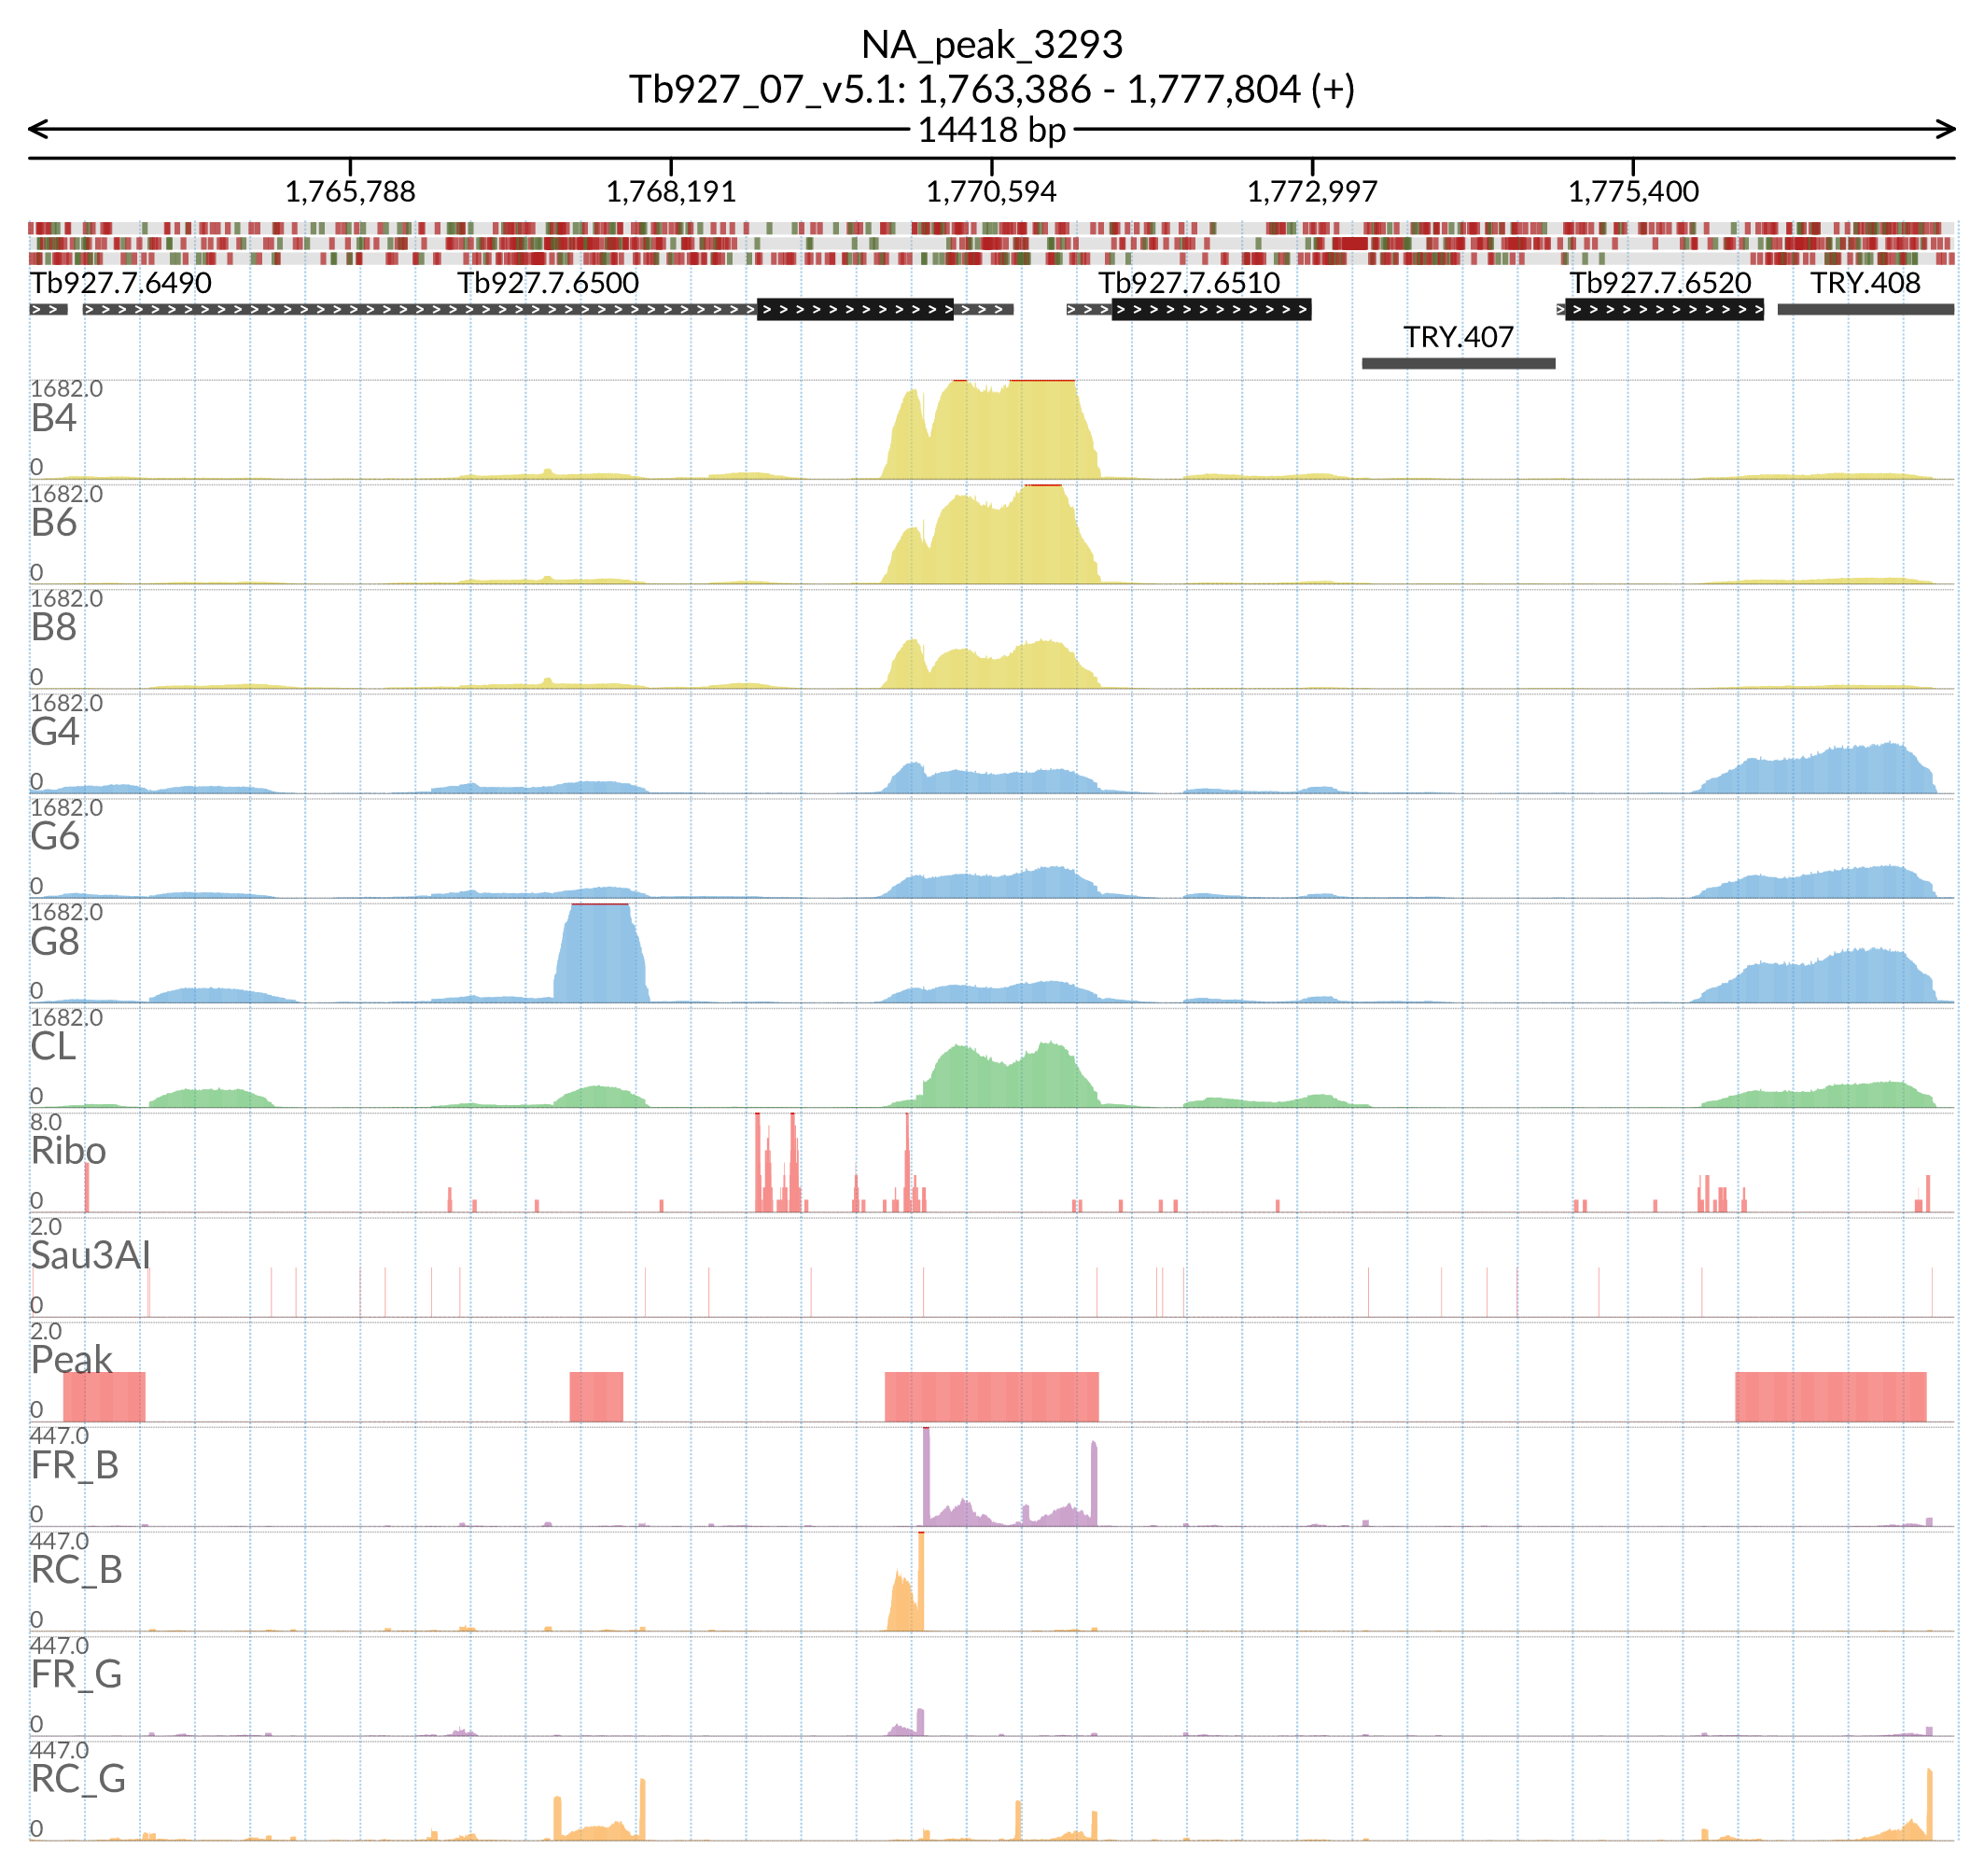 NA_peak_3293
Tb927_07_v5.1: 1,763,386 - 1,777,804 (+)
14418 bp
1,765,788 1,768,191 1,770,594 1,772,997 1,775,400
Tb927.7.6490 Tb927.7.6500 Tb927.7.6510 Tb927.7.6520 TRY.408
TRY.407
1682.0
B4
0
1682.0
B6
0
1682.0
B8
0
1682.0
G4
0
1682.0
G6
0
1682.0
G8
0
1682.0
CL
0
8.0
Ribo
0
2.0
Sau3AI
0
2.0
Peak
0
447.0
FR_B
0
447.0
RC_B
0
447.0
FR_G
0
447.0
RC_G
0